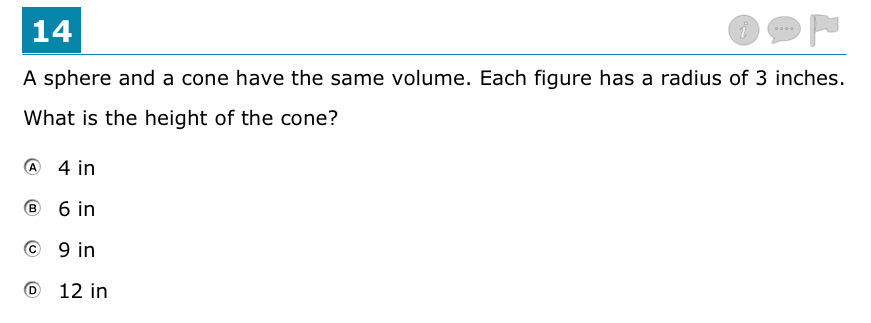 14
A sphere and a cone have the same volume. Each figure has a radius of 3 inches.
What is the height of the cone?
A 4 in
B 6 in
C 9 in
D 12 in